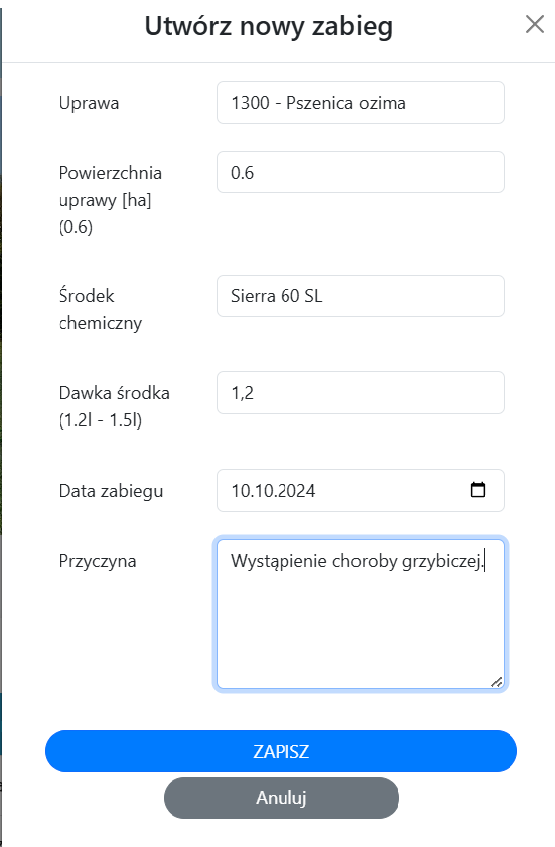 Utwórz nowy zabieg
Uprawa
1300 - Pszenica ozima
Powierzchnia
uprawy [ha]
(0.6)
0.6
Środek
chemiczny
Sierra 60 SL
Dawka środka
(1.2l - 1.5l)
1,2
Data zabiegu
10.10.2024
Przyczyna
Wystąpienie choroby grzybiczej.
ZAPISZ
Anuluj